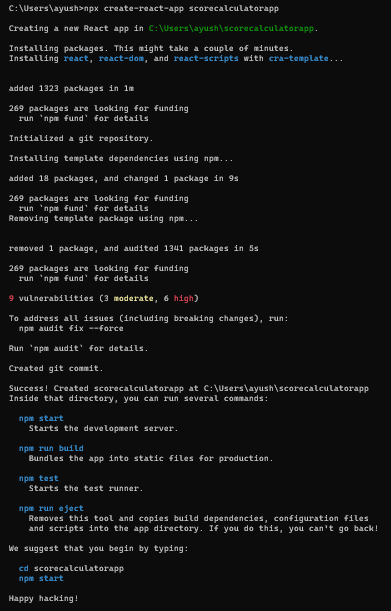 C:\Users\ayush>npx create-react-app scorecalculatorapp
Creating a new React app in C:\Users\ayush\scorecalculatorapp.
Installing packages. This might take a couple of minutes.
Installing react, react-dom, and react-scripts with cra-template...
added 1323 packages in 1m
269 packages are looking for funding
  run `npm fund` for details
Initialized a git repository.
Installing template dependencies using npm...
added 18 packages, and changed 1 package in 9s
269 packages are looking for funding
  run `npm fund` for details
Removing template package using npm...
removed 1 package, and audited 1341 packages in 5s
269 packages are looking for funding
  run `npm fund` for details
9 vulnerabilities (3 moderate, 6 high)
To address all issues (including breaking changes), run:
  npm audit fix --force
Run `npm audit` for details.
Created git commit.
Success! Created scorecalculatorapp at C:\Users\ayush\scorecalculatorapp
Inside that directory, you can run several commands:
  npm start
    Starts the development server.
  npm run build
    Bundles the app into static files for production.
  npm test
    Starts the test runner.
  npm run eject
    Removes this tool and copies build dependencies, configuration files
    and scripts into the app directory. If you do this, you can't go back!
We suggest that you begin by typing:
  cd scorecalculatorapp
  npm start
Happy hacking!